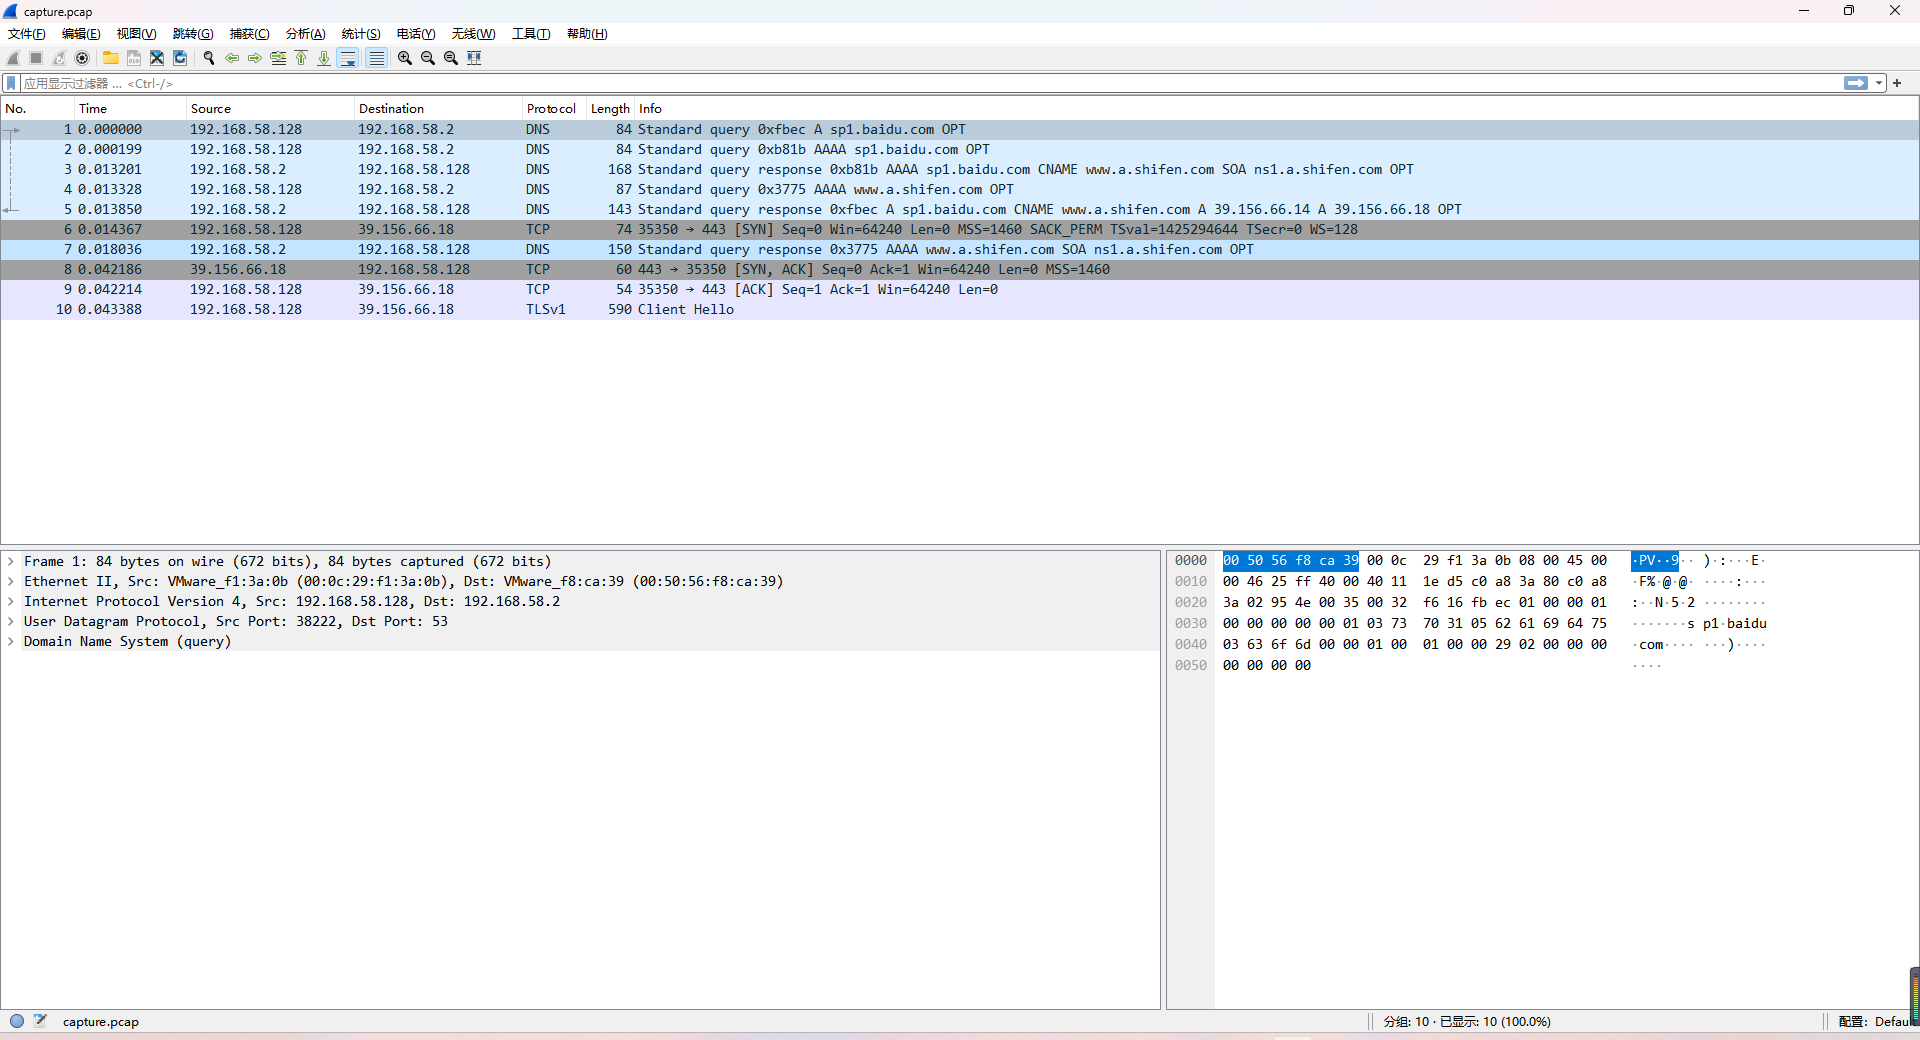 capture.pcap
文件(F) 编辑(E) 视图(V) 跳转(G) 捕获(C) 分析(A) 统计(S) 电话(Y) 无线(W) 工具(T) 帮助(H)
应用显示过滤器 … <Ctrl-/>
No. Time Source Destination Protocol Length Info
1 0.000000 192.168.58.128 192.168.58.2 DNS 84 Standard query 0xfbec A sp1.baidu.com OPT
2 0.000199 192.168.58.128 192.168.58.2 DNS 84 Standard query 0xb81b AAAA sp1.baidu.com OPT
3 0.013201 192.168.58.2 192.168.58.128 DNS 168 Standard query response 0xb81b AAAA sp1.baidu.com CNAME www.a.shifen.com SOA ns1.a.shifen.com OPT
4 0.013328 192.168.58.128 192.168.58.2 DNS 87 Standard query 0x3775 AAAA www.a.shifen.com OPT
5 0.013850 192.168.58.2 192.168.58.128 DNS 143 Standard query response 0xfbec A sp1.baidu.com CNAME www.a.shifen.com A 39.156.66.14 A 39.156.66.18 OPT
6 0.014367 192.168.58.128 39.156.66.18 TCP 74 35350 → 443 [SYN] Seq=0 Win=64240 Len=0 MSS=1460 SACK_PERM TSval=1425294644 TSecr=0 WS=128
7 0.018036 192.168.58.2 192.168.58.128 DNS 150 Standard query response 0x3775 AAAA www.a.shifen.com SOA ns1.a.shifen.com OPT
8 0.042186 39.156.66.18 192.168.58.128 TCP 60 443 → 35350 [SYN, ACK] Seq=0 Ack=1 Win=64240 Len=0 MSS=1460
9 0.042214 192.168.58.128 39.156.66.18 TCP 54 35350 → 443 [ACK] Seq=1 Ack=1 Win=64240 Len=0
10 0.043388 192.168.58.128 39.156.66.18 TLSv1 590 Client Hello
Frame 1: 84 bytes on wire (672 bits), 84 bytes captured (672 bits)
Ethernet II, Src: VMware_f1:3a:0b (00:0c:29:f1:3a:0b), Dst: VMware_f8:ca:39 (00:50:56:f8:ca:39)
Internet Protocol Version 4, Src: 192.168.58.128, Dst: 192.168.58.2
User Datagram Protocol, Src Port: 38222, Dst Port: 53
Domain Name System (query)
0000 00 50 56 f8 ca 39 00 0c 29 f1 3a 0b 08 00 45 00 ·PV··9·· )·:···E·
0010 00 46 25 ff 40 00 40 11 1e d5 c0 a8 3a 80 c0 a8 ·F%·@·@· ····:···
0020 3a 02 95 4e 00 35 00 32 f6 16 fb ec 01 00 00 01 :··N·5·2 ········
0030 00 00 00 00 00 01 03 73 70 31 05 62 61 69 64 75 ·······s p1·baidu
0040 03 63 6f 6d 00 00 01 00 01 00 00 29 02 00 00 00 ·com···· ···)····
0050 00 00 00 00 ····
capture.pcap 分组: 10 · 已显示: 10 (100.0%) 配置: Defau